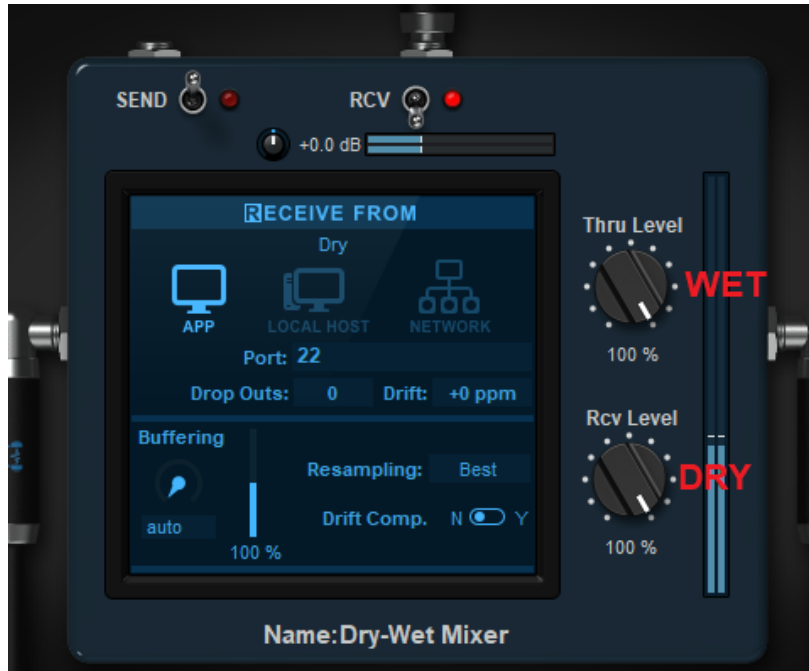 SEND RCV
+0.0 dB
RECEIVE FROM
Dry
APP LOCAL HOST NETWORK
Port: 22
Drop Outs: 0 Drift: +0 ppm
Buffering
auto
100 %
Resampling: Best
Drift Comp. N Y
Thru Level
WET
100 %
Rcv Level
DRY
100 %
Name:Dry-Wet Mixer